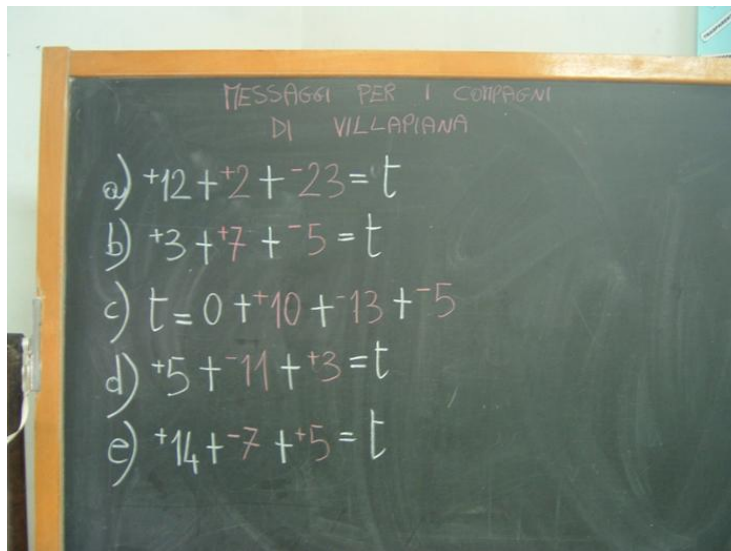 MESSAGGI PER I COMPAGNI
DI VILLAPIANA
a) +12 + +2 + -23 = t
b) +3 + +7 + -5 = t
c) t = 0 + +10 + -13 + -5
d) +5 + -11 + +3 = t
e) +14 + -7 + +5 = t